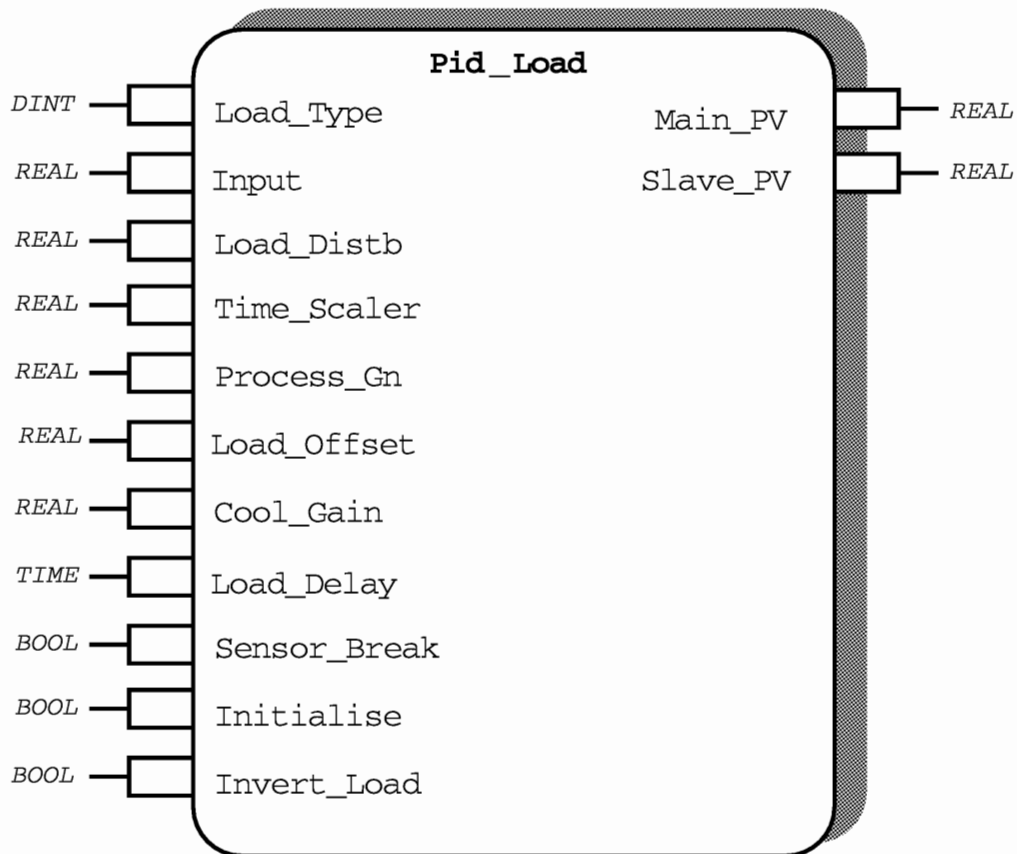 Pid_Load
DINT Load_Type Main_PV REAL
REAL Input Slave_PV REAL
REAL Load_Distb
REAL Time_Scaler
REAL Process_Gn
REAL Load_Offset
REAL Cool_Gain
TIME Load_Delay
BOOL Sensor_Break
BOOL Initialise
BOOL Invert_Load